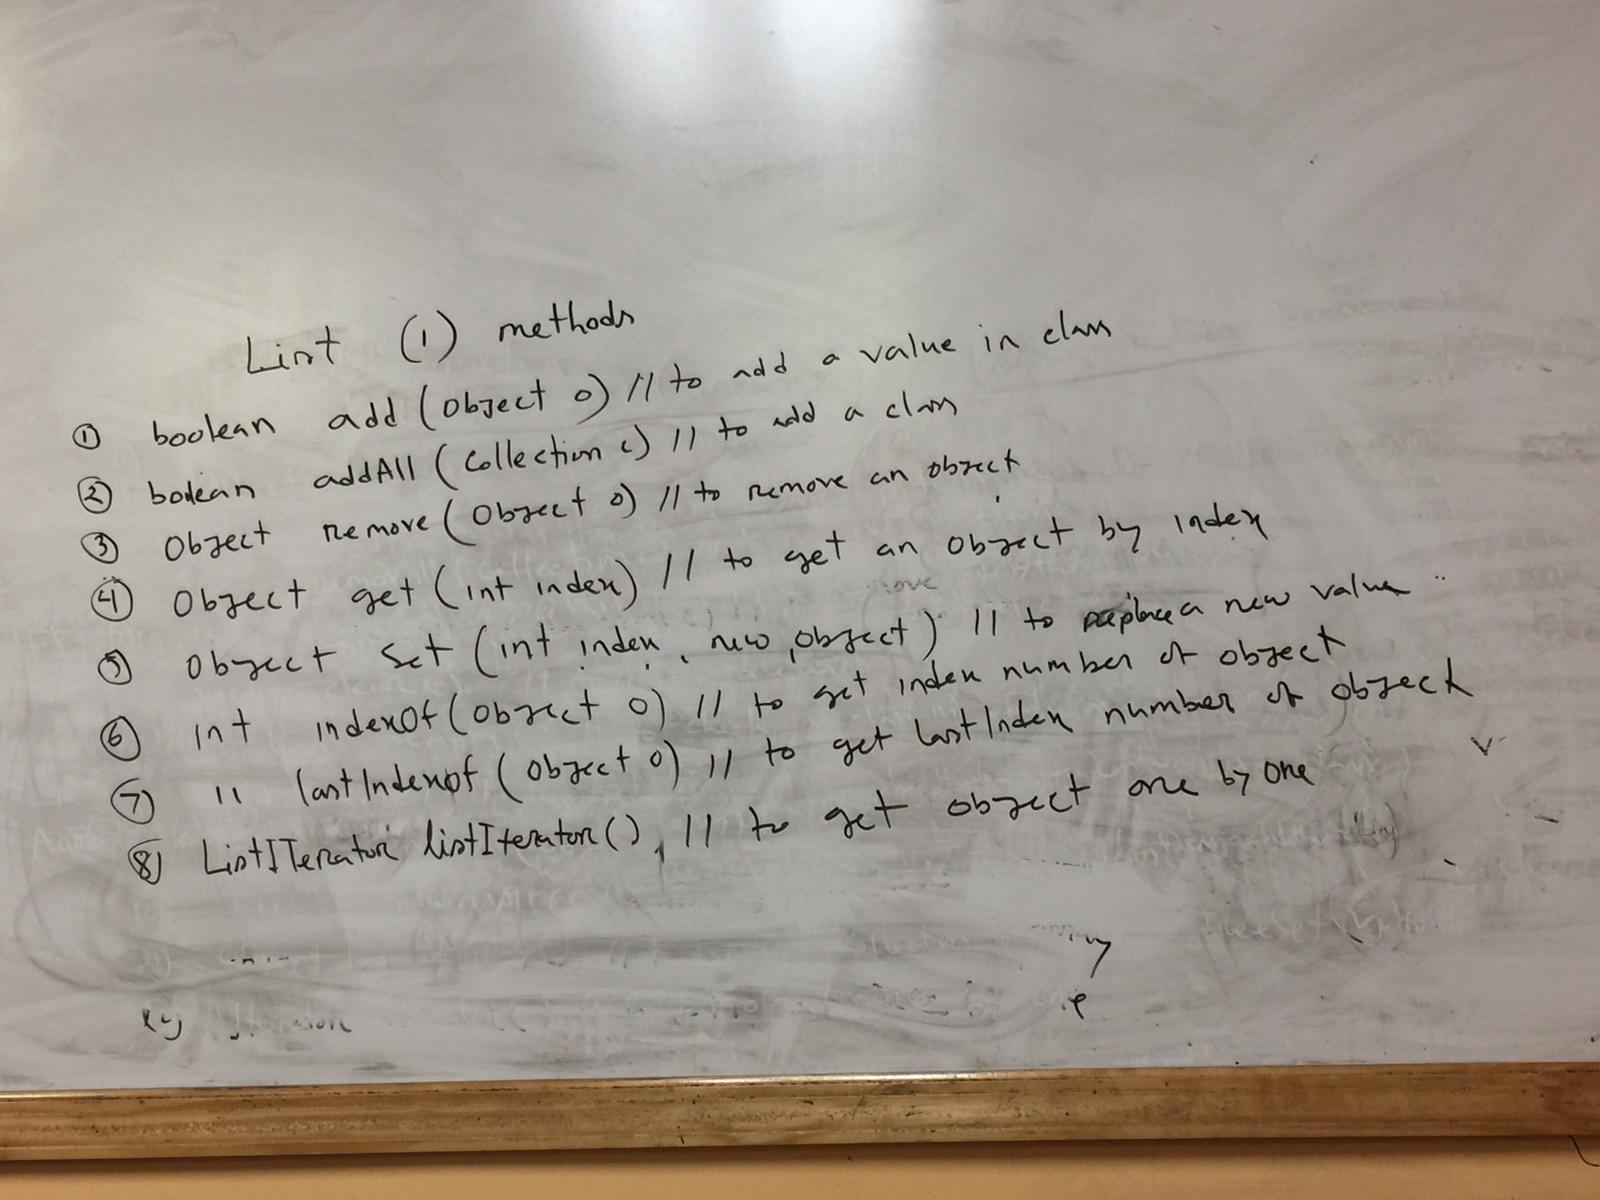 List (1) methods
① boolean add (Object o) // to add a value in class
② bolean addAll (Collection c) // to add a class
③ Object remove (Object o) // to remove an object
④ Object get (int index) // to get an object by index
⑤ Object set (int index, new object) // to replace a new value
⑥ int indexOf (Object o) // to get index number of object
⑦ " lastIndexof (Object o) // to get lastIndex number of object
⑧ ListITerator listIterator() // to get object one by one